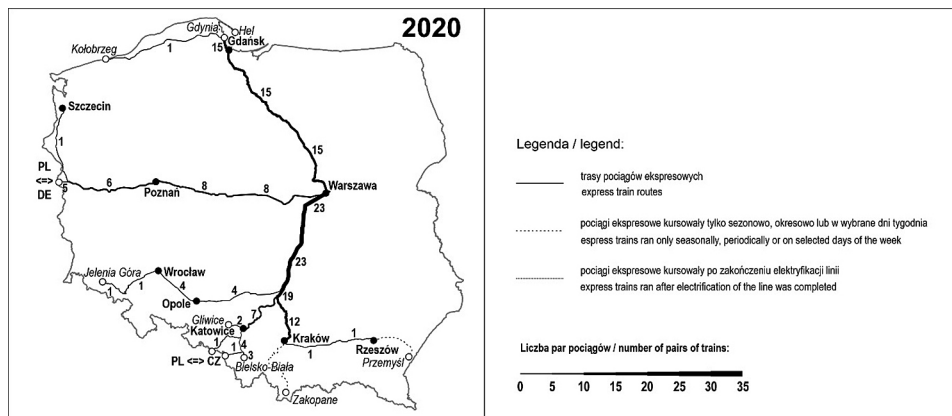 2020
Hel
Gdynia
Gdańsk
15
Kołobrzeg
1
15
Szczecin
1
15
PL
<=>
DE
5
6
Poznań
8
8
Warszawa
23
23
Jelenia Góra
1
1
Wrocław
4
Opole
4
19
Gliwice
2
7
12
Katowice
1
4
1
3
PL <=> CZ
Bielsko-Biała
Kraków
1
1
Rzeszów
Przemyśl
Zakopane
Legenda / legend:
trasy pociągów ekspresowych
express train routes
pociągi ekspresowe kursowały tylko sezonowo, okresowo lub w wybrane dni tygodnia
espress trains ran only seasonally, periodically or on selected days of the week
pociągi ekspresowe kursowały po zakończeniu elektryfikacji linii
express trains ran after electrification of the line was completed
Liczba par pociągów / number of pairs of trains:
0 5 10 20 25 30 35